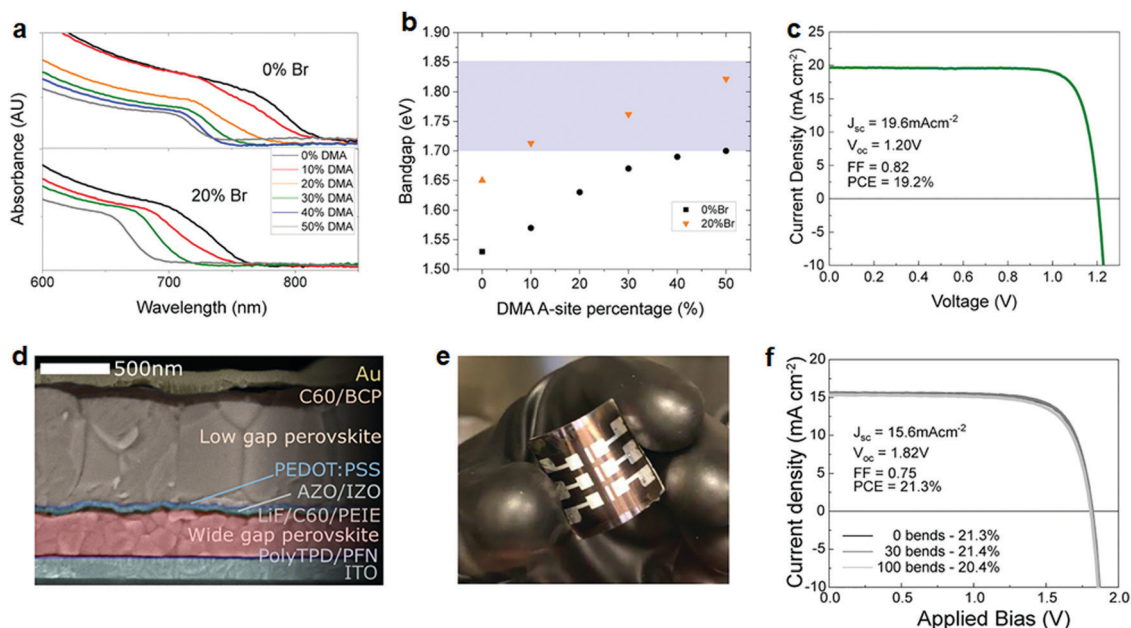 a
0% Br
20% Br
0% DMA
10% DMA
20% DMA
30% DMA
40% DMA
50% DMA
Absorbance (AU)
600
700
800
Wavelength (nm)
b
1.90
1.85
1.80
1.75
1.70
1.65
1.60
1.55
1.50
Bandgap (eV)
0%Br
20%Br
0
10
20
30
40
50
DMA A-site percentage (%)
c
25
20
15
10
5
0
-5
-10
Current Density (mA cm-2)
Jsc = 19.6mAcm-2
Voc = 1.20V
FF = 0.82
PCE = 19.2%
0.0
0.2
0.4
0.6
0.8
1.0
1.2
Voltage (V)
d
500nm
Au
C60/BCP
Low gap perovskite
PEDOT:PSS
AZO/IZO
LiF/C60/PEIE
Wide gap perovskite
PolyTPD/PFN
ITO
e
f
20
15
10
5
0
-5
-10
Current density (mA cm-2)
Jsc = 15.6mAcm-2
Voc = 1.82V
FF = 0.75
PCE = 21.3%
0 bends - 21.3%
30 bends - 21.4%
100 bends - 20.4%
0.0
0.5
1.0
1.5
2.0
Applied Bias (V)